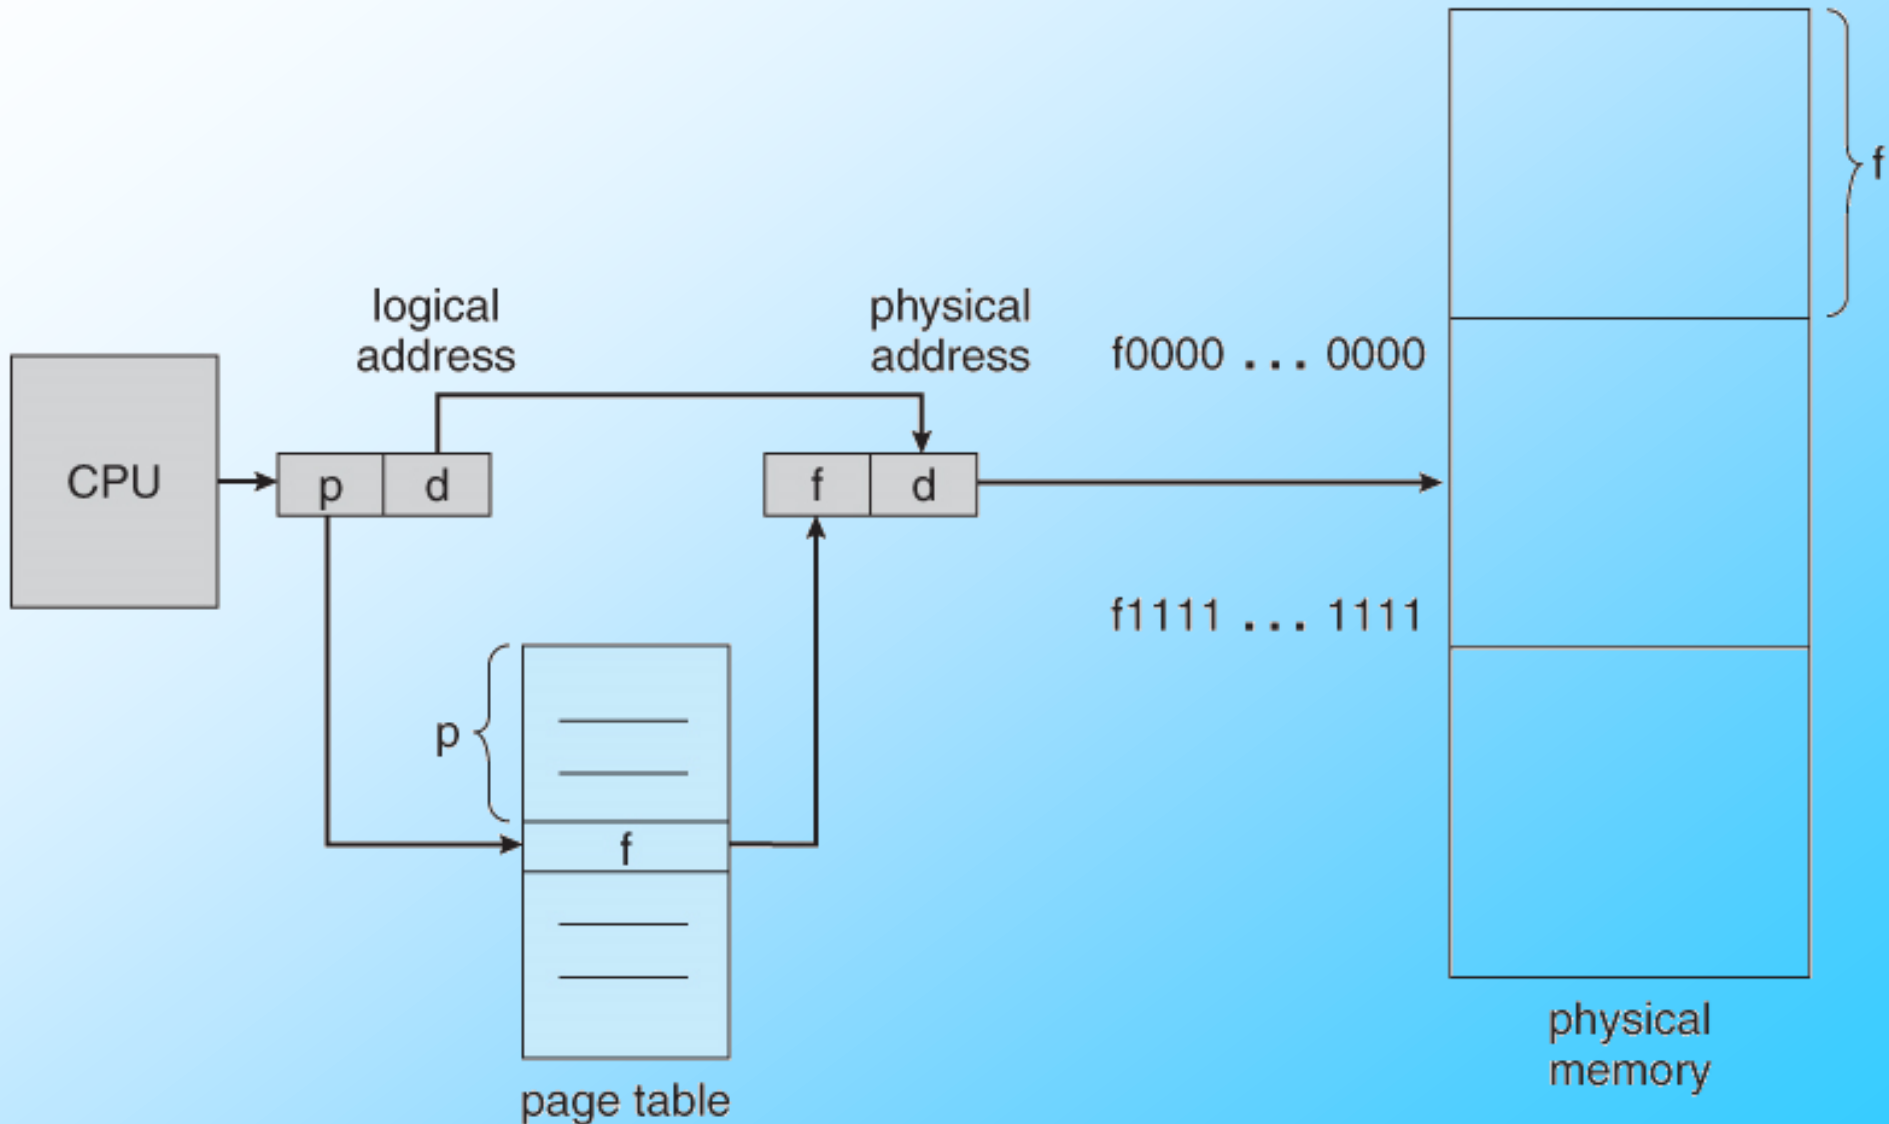 logical
address
physical
address
f0000 ... 0000
f
CPU
p
d
f
d
f1111 ... 1111
p
f
page table
physical
memory